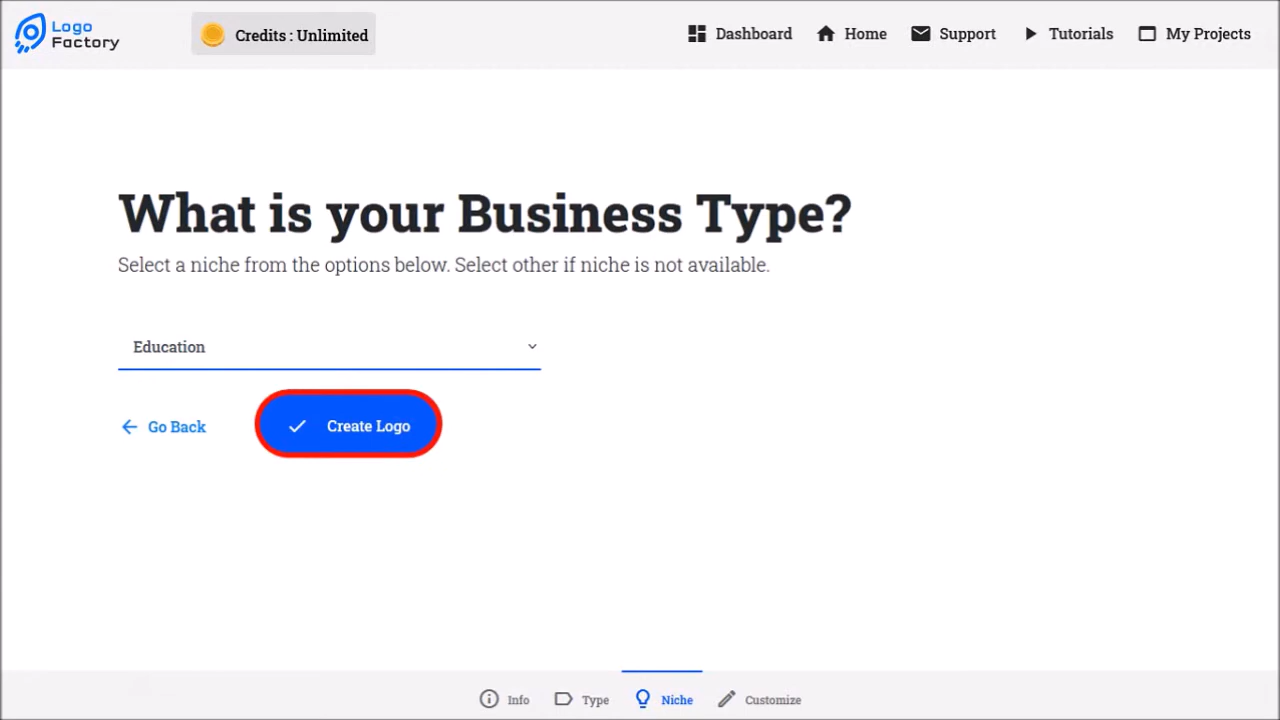 Logo
Factory
Credits : Unlimited
Dashboard
Home
Support
Tutorials
My Projects
What is your Business Type?
Select a niche from the options below. Select other if niche is not available.
Education
Go Back
Create Logo
Info
Type
Niche
Customize